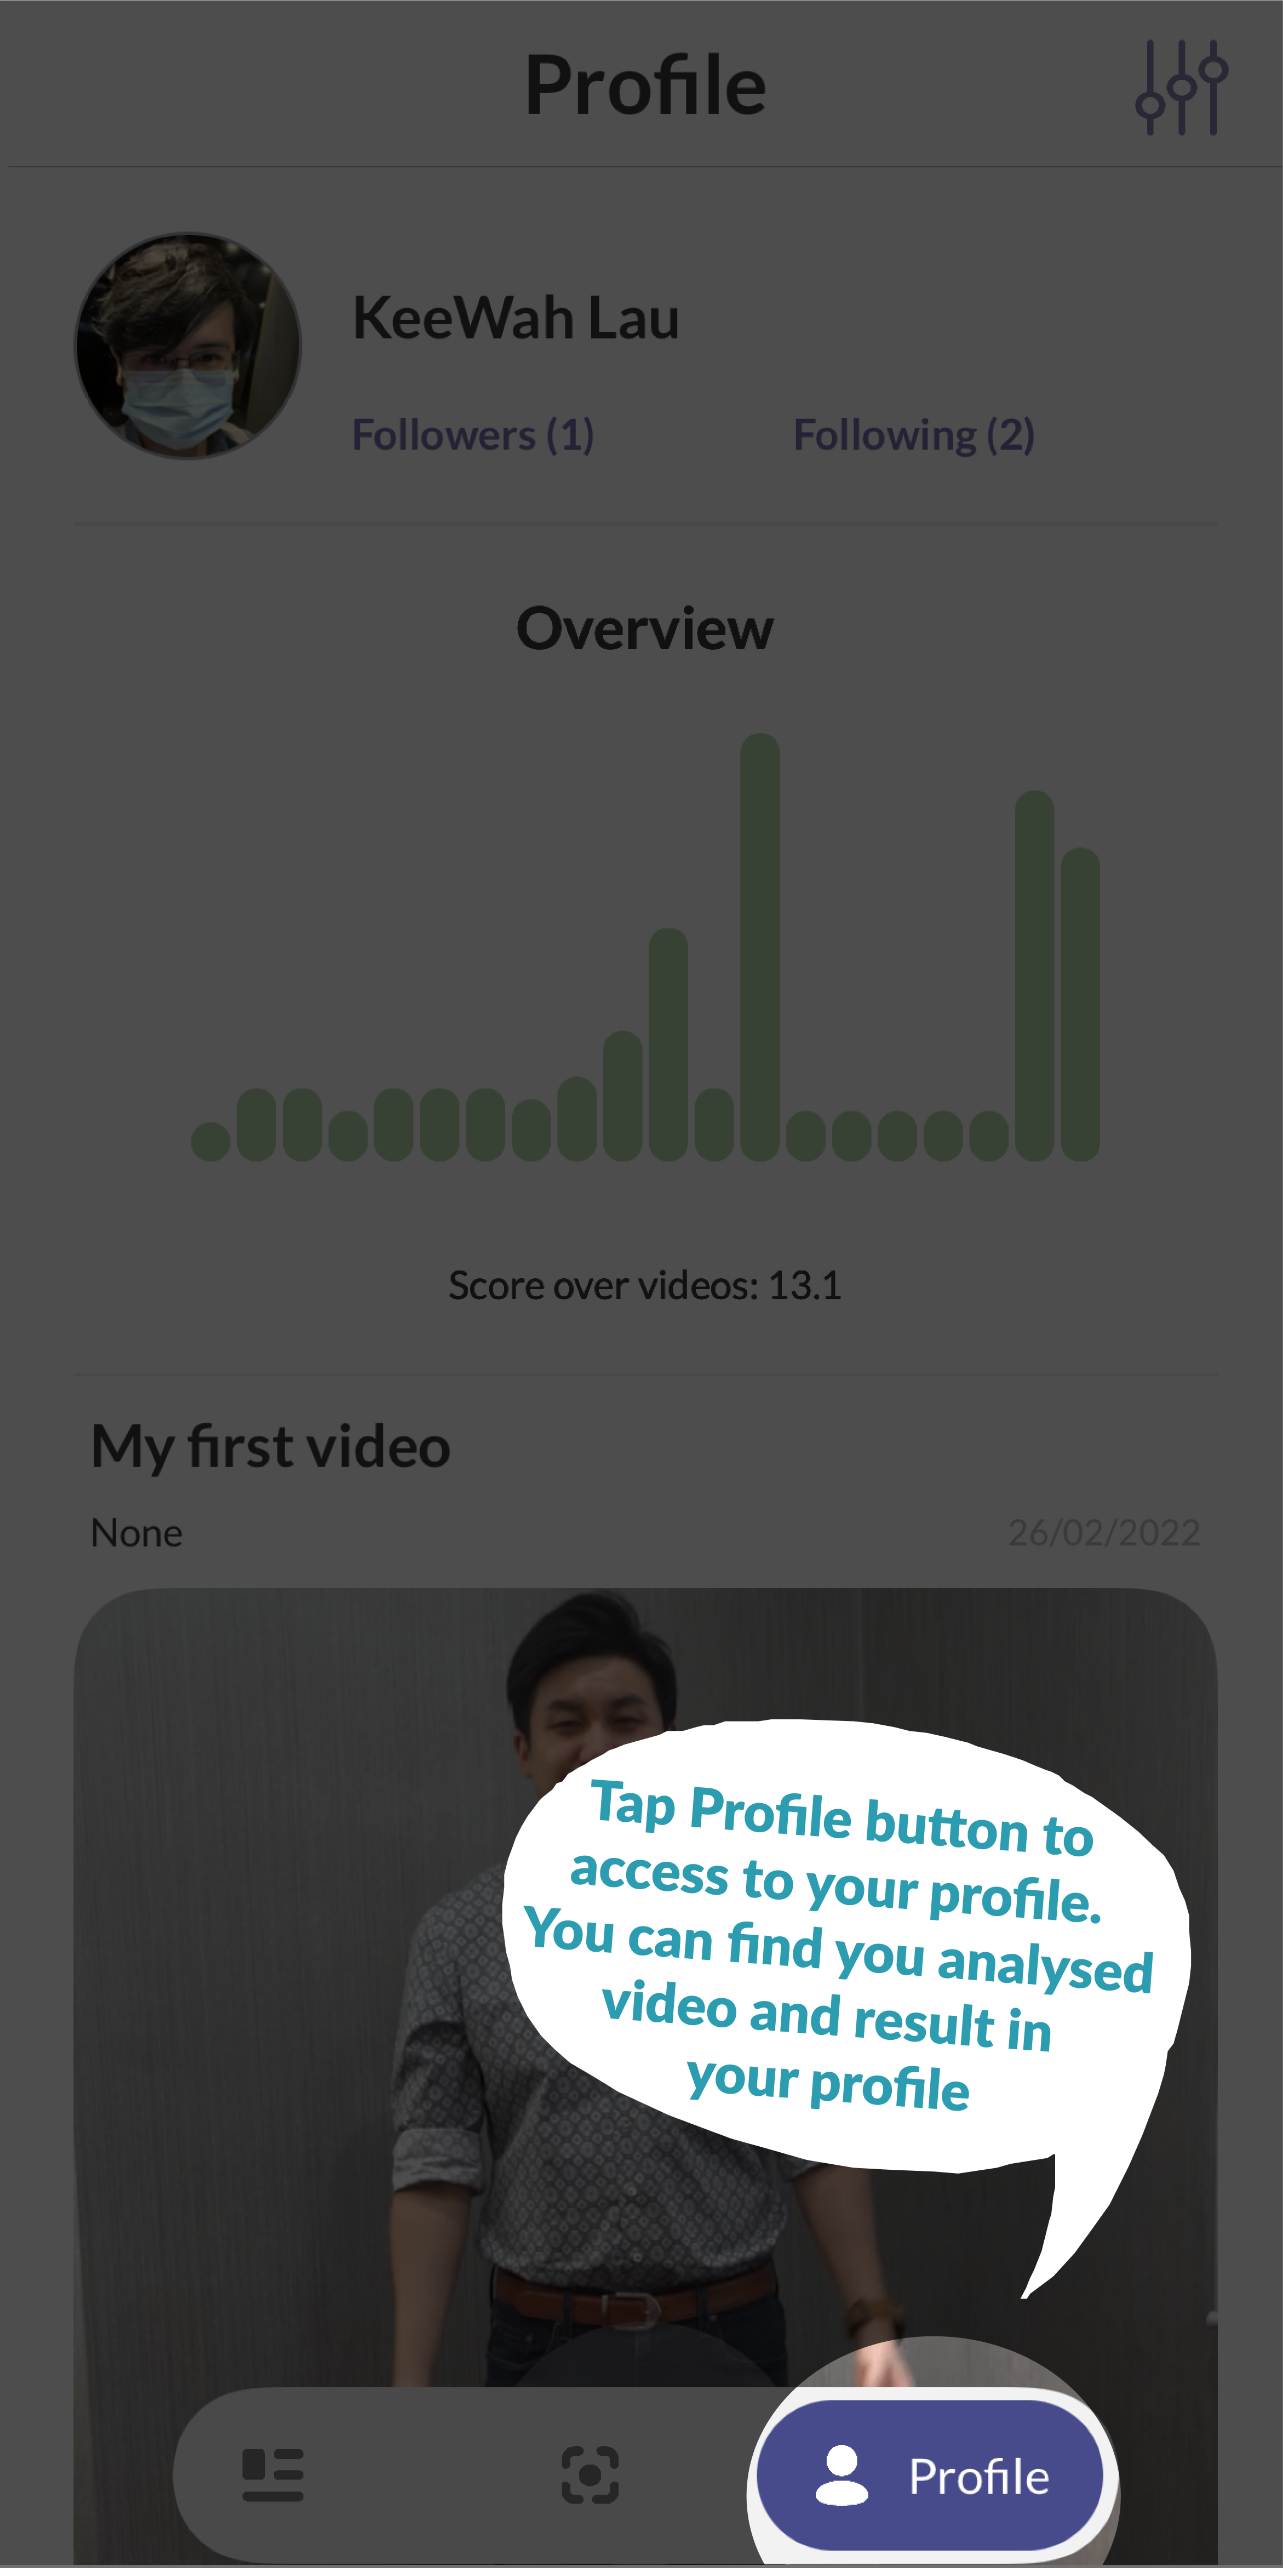 Profile
KeeWah Lau
Followers (1) Following (2)
Overview
Score over videos: 13.1
My first video
None 26/02/2022
Tap Profile button to
access to your profile.
You can find you analysed
video and result in
your profile
Profile